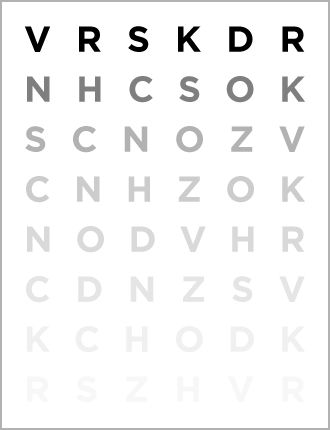 V R S K D R
N H C S O K
S C N O Z V
C N H Z O K
N O D V H R
C D N Z S V
K C H O D K
R S Z H V R